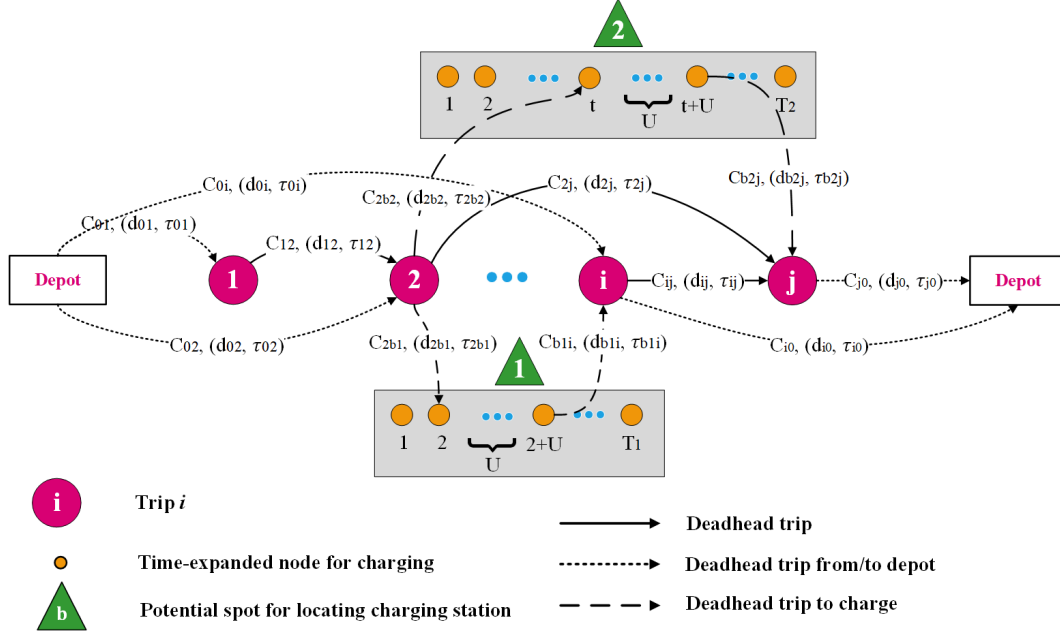 2
1 2 ••• t ••• t+U ••• T2
U
C0i, (d0i, τ0i)
C2b2, (d2b2, τ2b2)
C2j, (d2j, τ2j)
Cb2j, (db2j, τb2j)
C01, (d01, τ01)
C12, (d12, τ12)
Depot
1
2
•••
i
Cij, (dij, τij)
j
Cj0, (dj0, τj0)
Depot
C02, (d02, τ02)
C2b1, (d2b1, τ2b1)
1
Cb1i, (db1i, τb1i)
Ci0, (di0, τi0)
1 2 ••• 2+U ••• T1
U
i Trip i
Time-expanded node for charging
b Potential spot for locating charging station
Deadhead trip
Deadhead trip from/to depot
Deadhead trip to charge